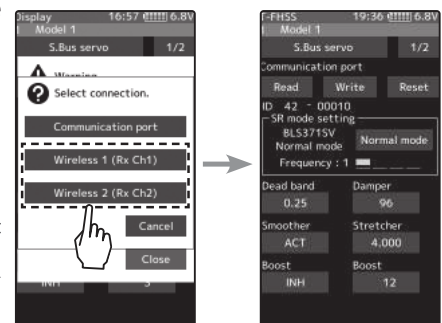 Display 16:57 6.8V
Model 1
S.Bus servo 1/2
Warning
Select connection.
Communication port
Wireless 1 (Rx Ch1)
Wireless 2 (Rx Ch2)
Cancel
Close
INH
T-FHSS 19:36 6.8V
Model 1
S.Bus servo 1/2
Communication port
Read Write Reset
ID 42 - 00010
SR mode setting
BLS371SV
Normal mode Normal mode
Frequency : 1
Dead band Damper
0.25 96
Smoother Stretcher
ACT 4.000
Boost Boost
INH 12